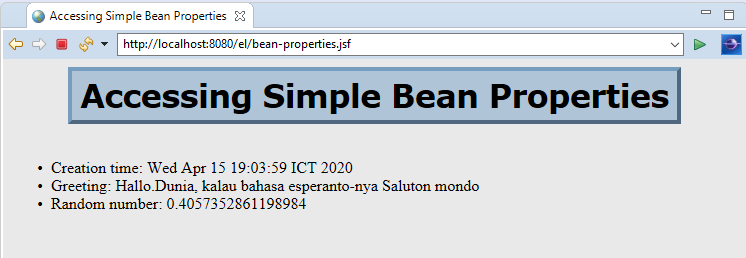 Accessing Simple Bean Properties
http://localhost:8080/el/bean-properties.jsf
Accessing Simple Bean Properties
• Creation time: Wed Apr 15 19:03:59 ICT 2020
• Greeting: Hallo.Dunia, kalau bahasa esperanto-nya Saluton mondo
• Random number: 0.4057352861198984